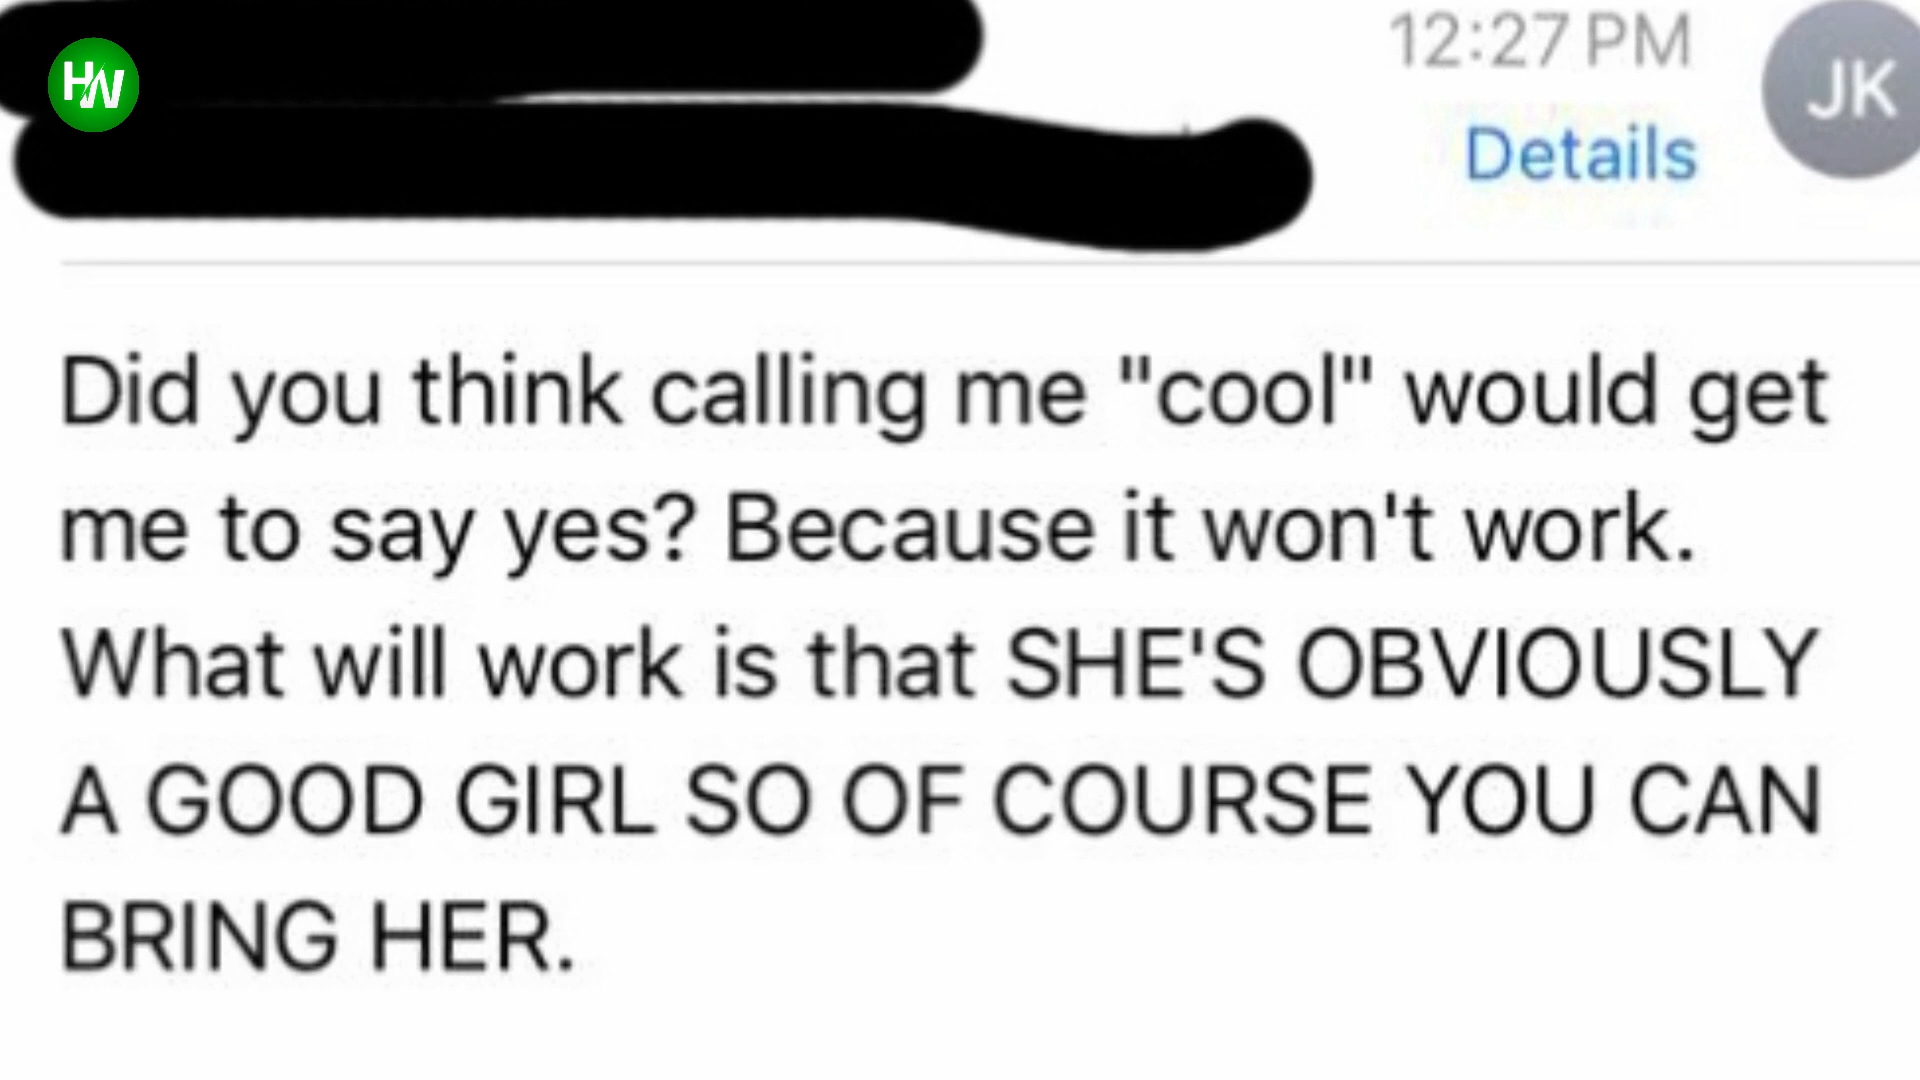 HW
12:27 PM
JK
Details
Did you think calling me "cool" would get
me to say yes? Because it won't work.
What will work is that SHE'S OBVIOUSLY
A GOOD GIRL SO OF COURSE YOU CAN
BRING HER.